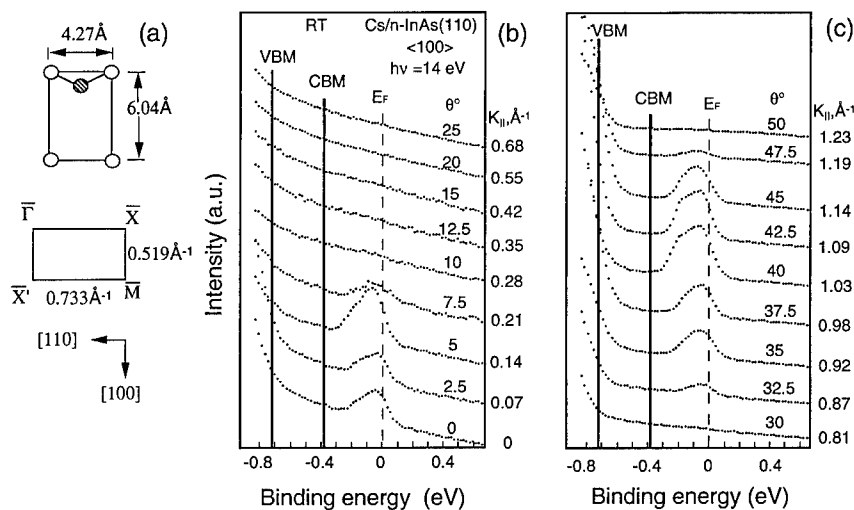 4.27Å
(a)
6.04Å
Γ̅ X̅
0.519Å⁻¹
X̅' M̅
0.733Å⁻¹
[110]
[100]
Intensity (a.u.)
RT Cs/n-InAs(110) (b)
<100>
hν =14 eV
VBM
CBM
E_F
θ°
K_II,Å⁻¹
25 0.68
20 0.55
15 0.42
12.5 0.35
10 0.28
7.5 0.21
5 0.14
2.5 0.07
0 0
-0.8 -0.4 0 0.4
Binding energy (eV)
(c)
VBM
CBM
E_F
θ°
K_II,Å⁻¹
50 1.23
47.5 1.19
45 1.14
42.5 1.09
40 1.03
37.5 0.98
35 0.92
32.5 0.87
30 0.81
-0.8 -0.4 0 0.4
Binding energy (eV)